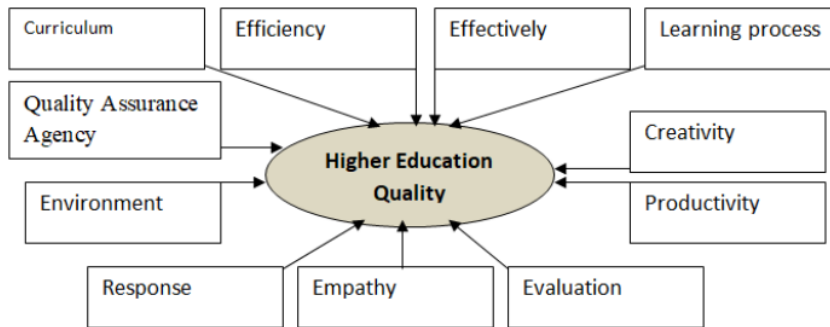 Curriculum
Efficiency
Effectively
Learning process
Quality Assurance
Agency
Higher Education
Quality
Creativity
Environment
Productivity
Response
Empathy
Evaluation